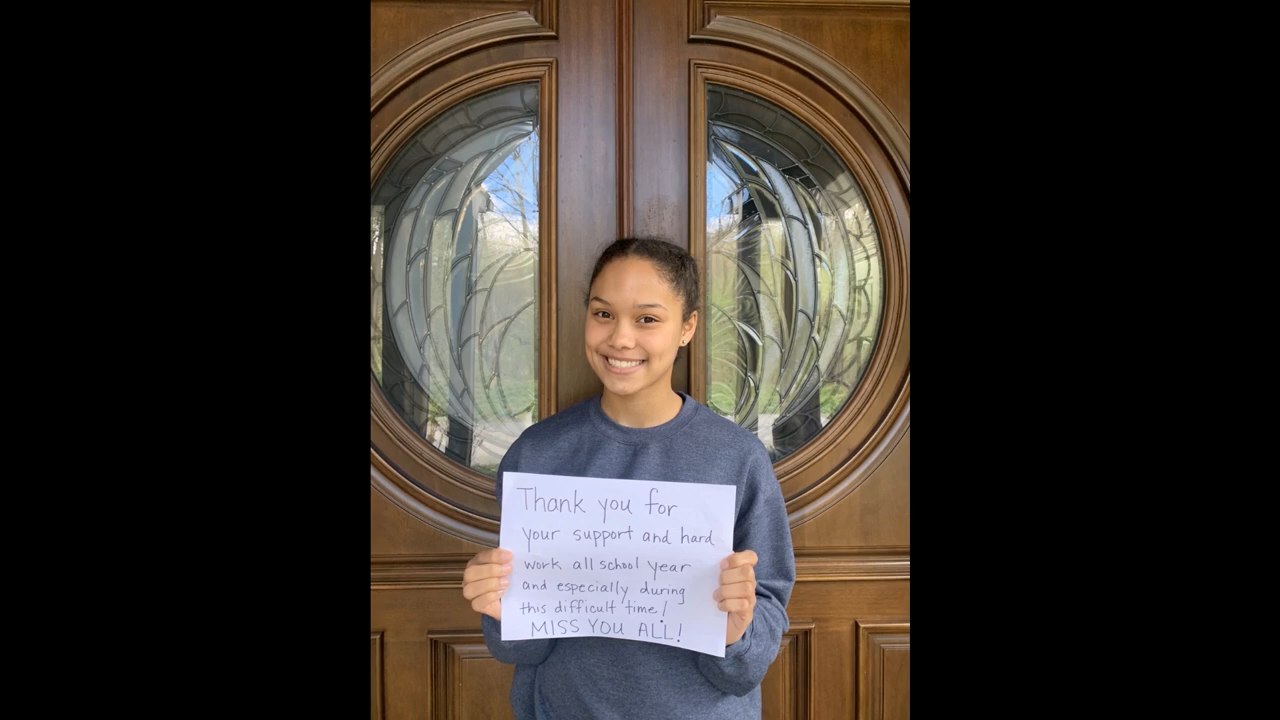 Thank you for
your support and hard
work all school year
and especially during
this difficult time!
MISS YOU ALL!